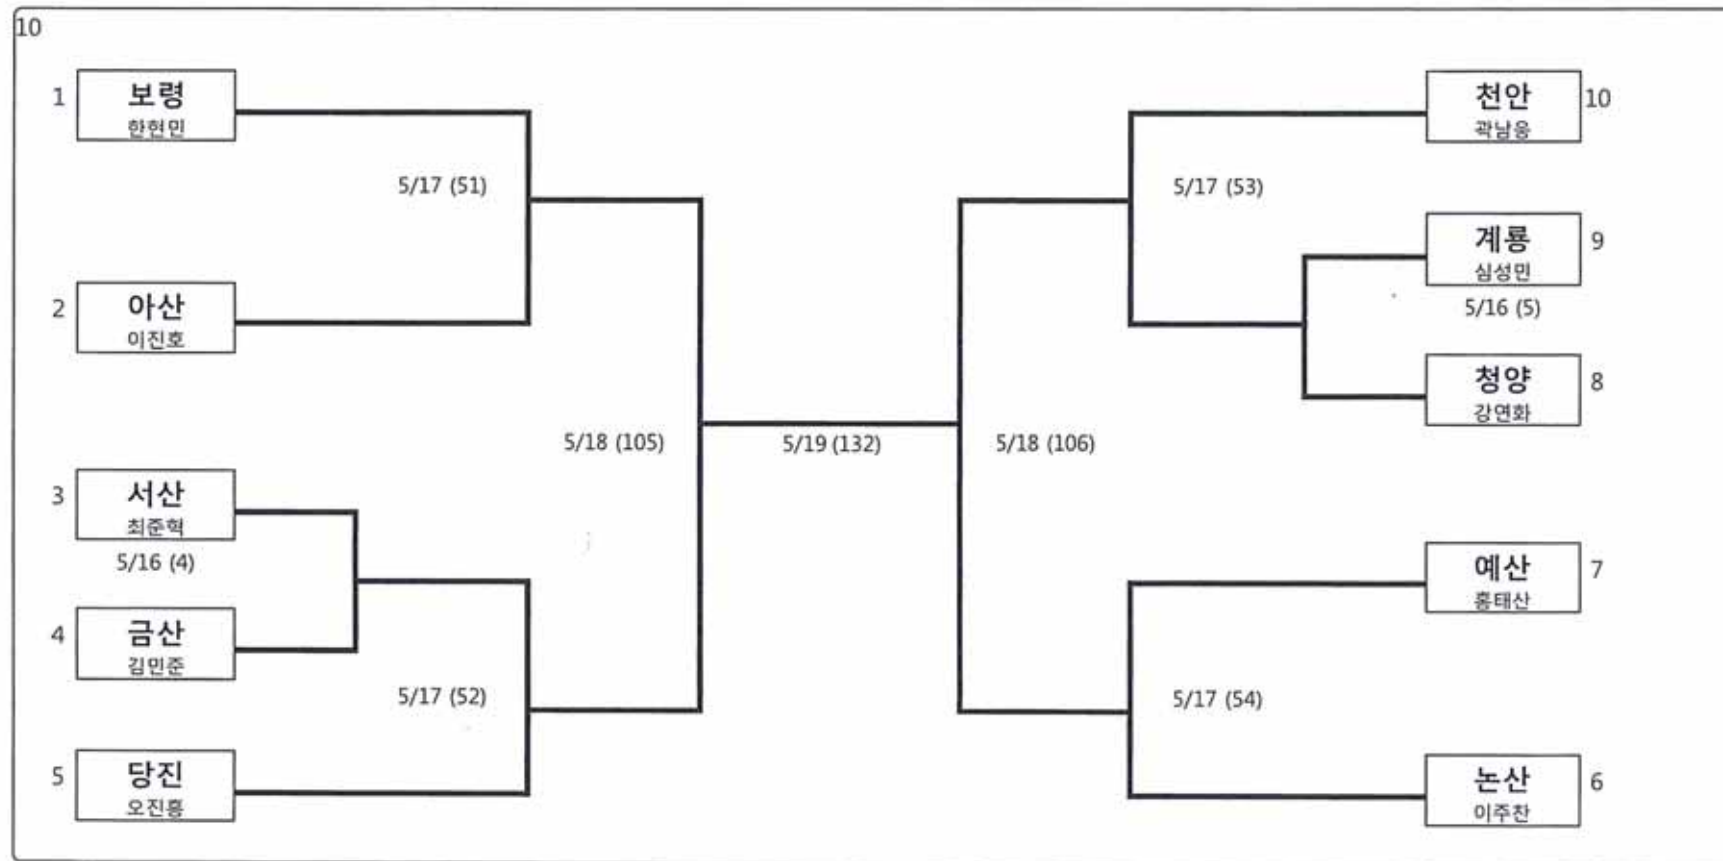 10
1
보령
한현민
5/17 (51)
2
아산
이진호
5/18 (105)
3
서산
최준혁
5/16 (4)
4
금산
김민준
5/17 (52)
5
당진
오진흥
5/19 (132)
천안
10
곽남웅
5/17 (53)
계룡
9
심성민
5/16 (5)
청양
8
강연화
5/18 (106)
예산
7
홍태산
5/17 (54)
논산
6
이주찬